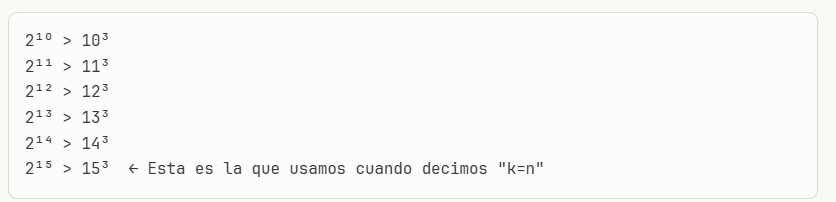 2¹⁰ > 10³
2¹¹ > 11³
2¹² > 12³
2¹³ > 13³
2¹⁴ > 14³
2¹⁵ > 15³  ← Esta es la que usamos cuando decimos "k=n"